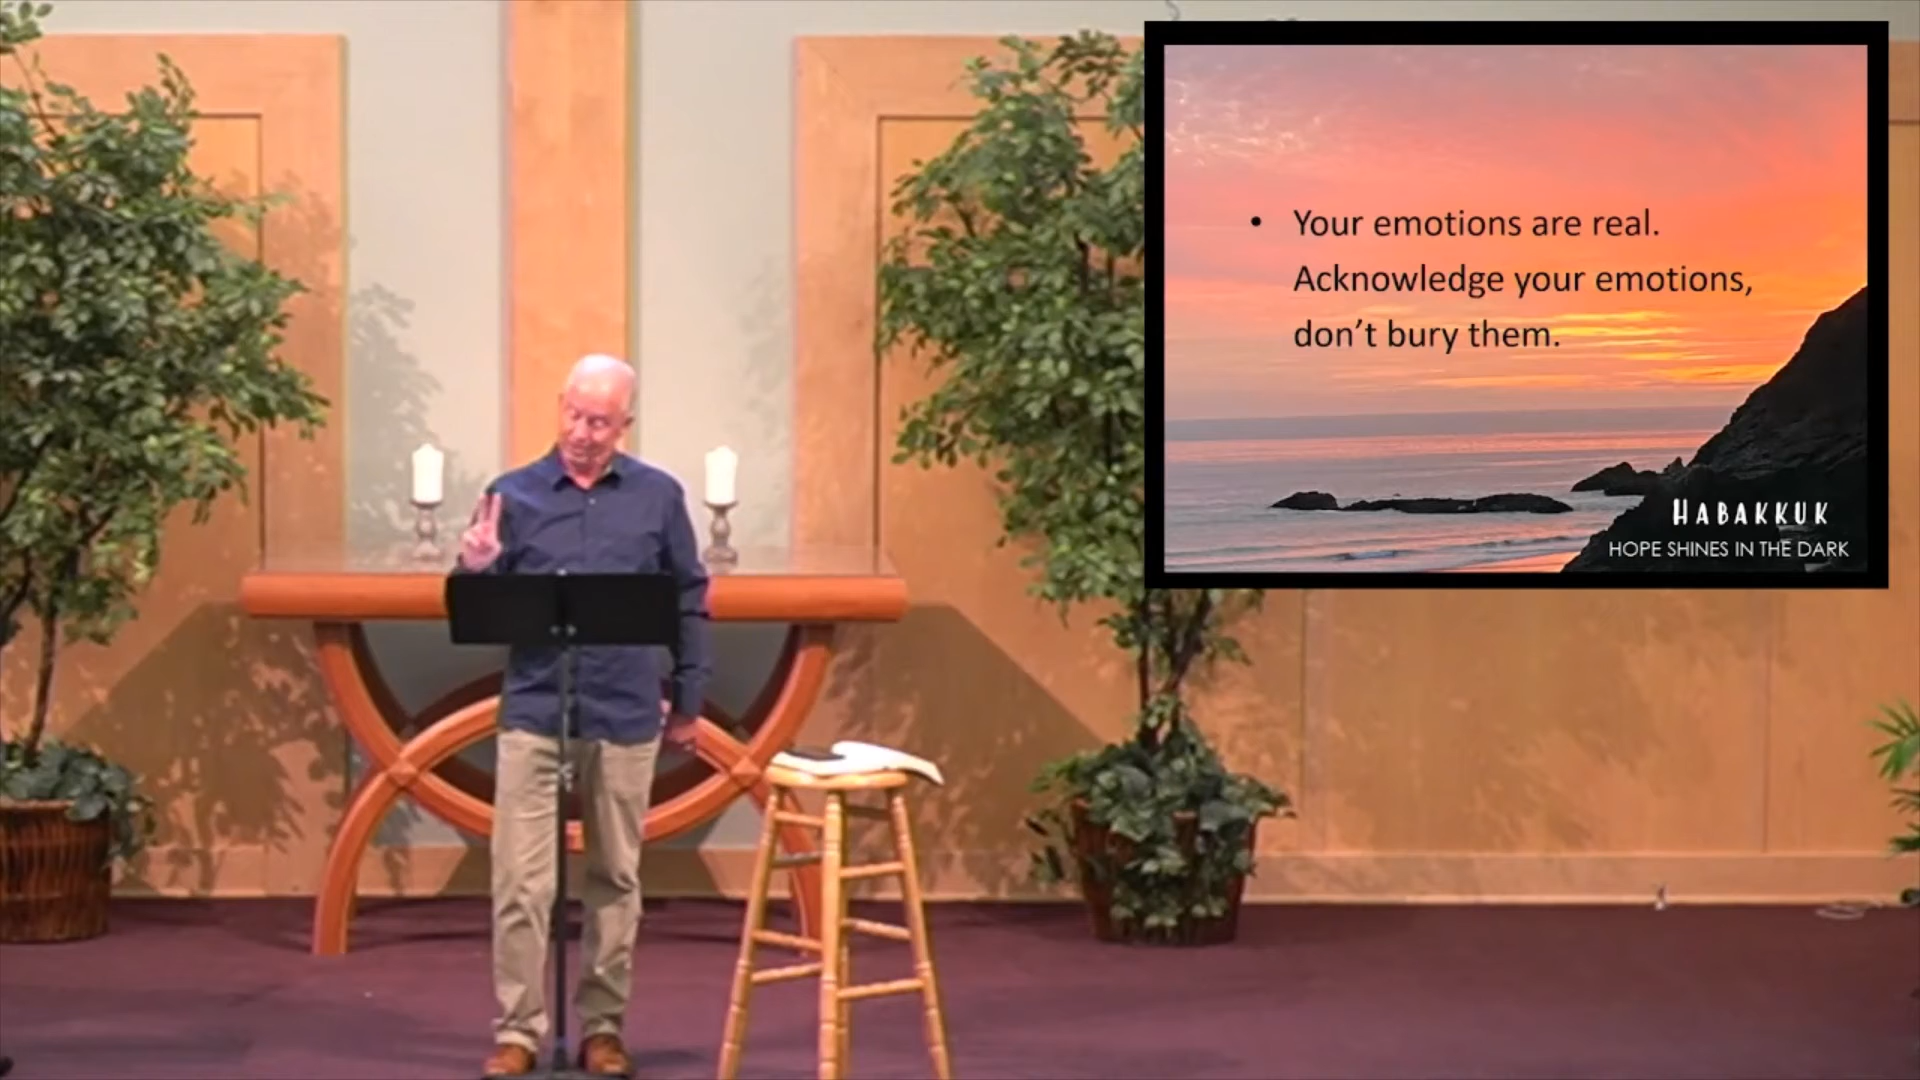 • Your emotions are real.
Acknowledge your emotions,
don’t bury them.
HABAKKUK
HOPE SHINES IN THE DARK